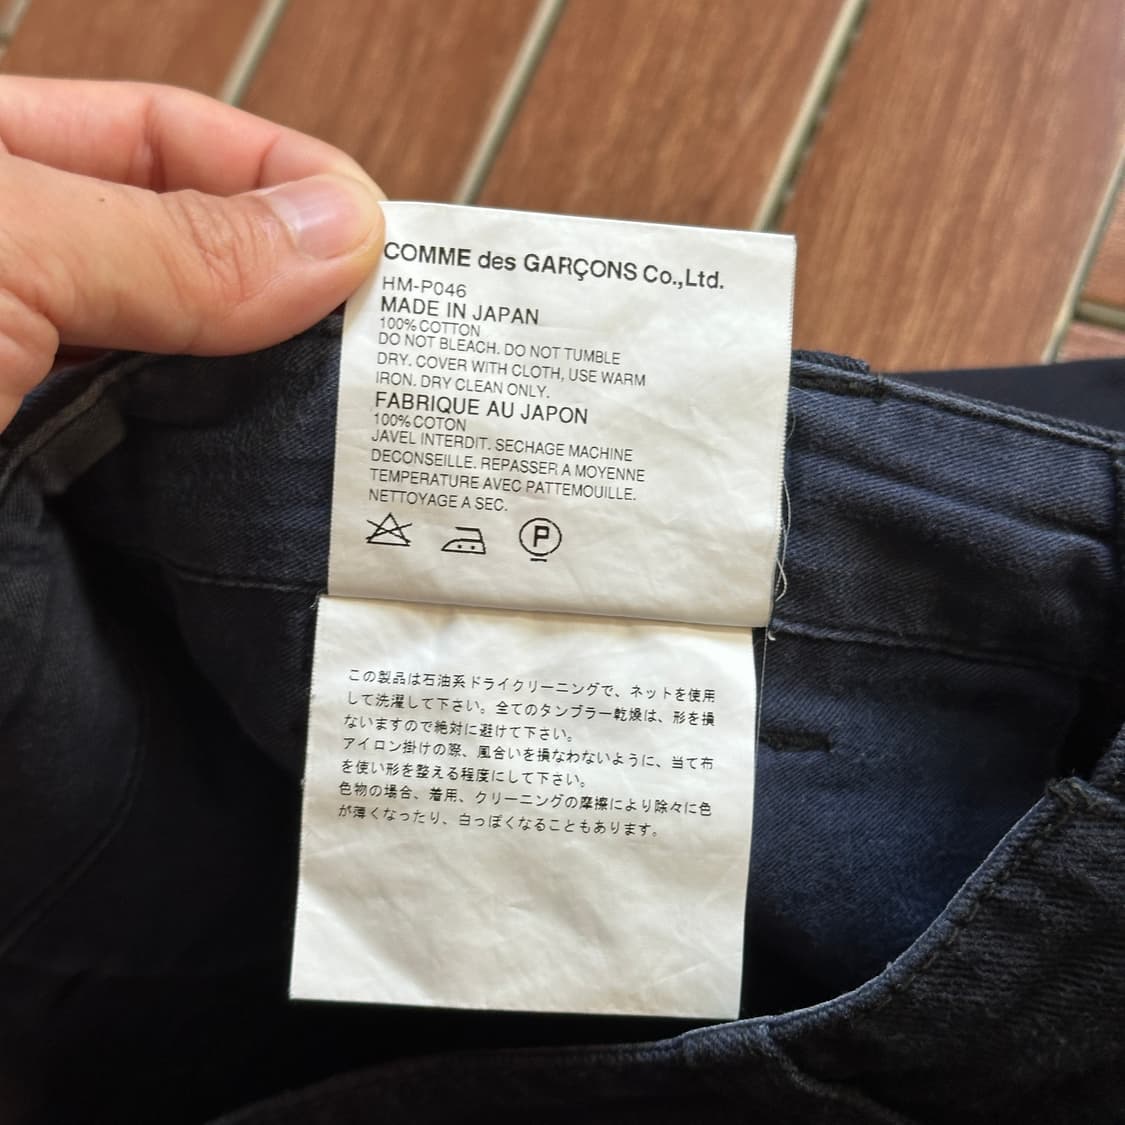 COMME des GARÇONS Co.,Ltd.
HM-P046
MADE IN JAPAN
100% COTTON
DO NOT BLEACH. DO NOT TUMBLE
DRY. COVER WITH CLOTH, USE WARM
IRON. DRY CLEAN ONLY.
FABRIQUE AU JAPON
100% COTON
JAVEL INTERDIT. SECHAGE MACHINE
DECONSEILLE. REPASSER A MOYENNE
TEMPERATURE AVEC PATTEMOUILLE.
NETTOYAGE A SEC.
P
この製品は石油系ドライクリーニングで、ネットを使用
して洗濯して下さい。全てのタンブラー乾燥は、形を損
ないますので絶対に避けて下さい。
アイロン掛けの際、風合いを損なわないように、当て布
を使い形を整える程度にして下さい。
色物の場合、着用、クリーニングの摩擦により除々に色
が薄くなったり、白っぽくなることもあります。